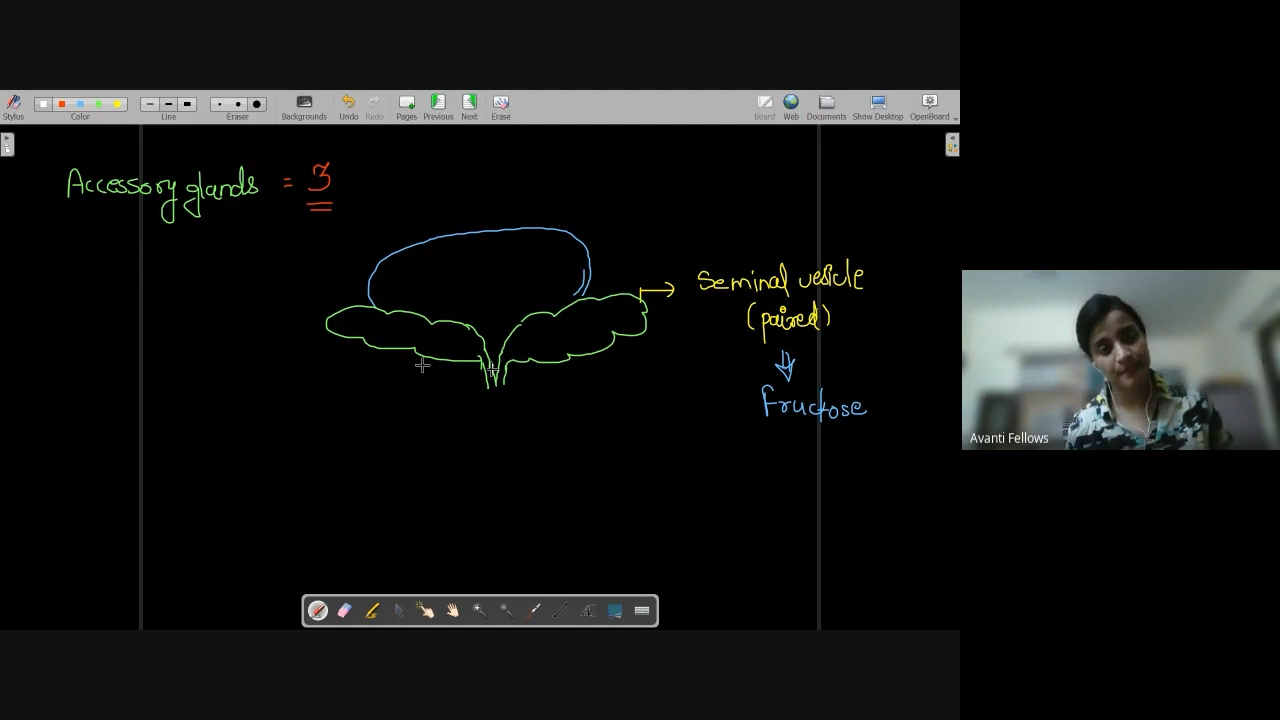 Stylus
Color
Line
Eraser
Backgrounds
Undo
Redo
Pages
Previous
Next
Erase
Board
Web
Documents
Show Desktop
OpenBoard
Accessory glands = 3
Seminal vesicle
(paired)
Fructose
Avanti Fellows